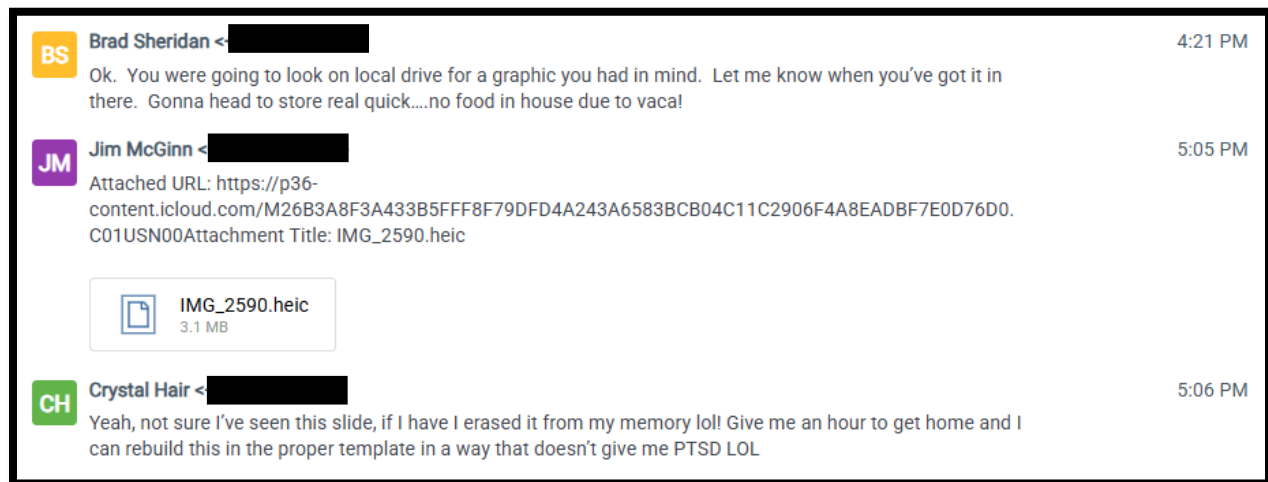 BS
Brad Sheridan <
4:21 PM
Ok.  You were going to look on local drive for a graphic you had in mind.  Let me know when you’ve got it in
there.  Gonna head to store real quick....no food in house due to vaca!
JM
Jim McGinn <
5:05 PM
Attached URL: https://p36-
content.icloud.com/M26B3A8F3A433B5FFF8F79DFD4A243A6583BCB04C11C2906F4A8EADBF7E0D76D0.
C01USN00Attachment Title: IMG_2590.heic
IMG_2590.heic
3.1 MB
CH
Crystal Hair <
5:06 PM
Yeah, not sure I’ve seen this slide, if I have I erased it from my memory lol! Give me an hour to get home and I
can rebuild this in the proper template in a way that doesn’t give me PTSD LOL